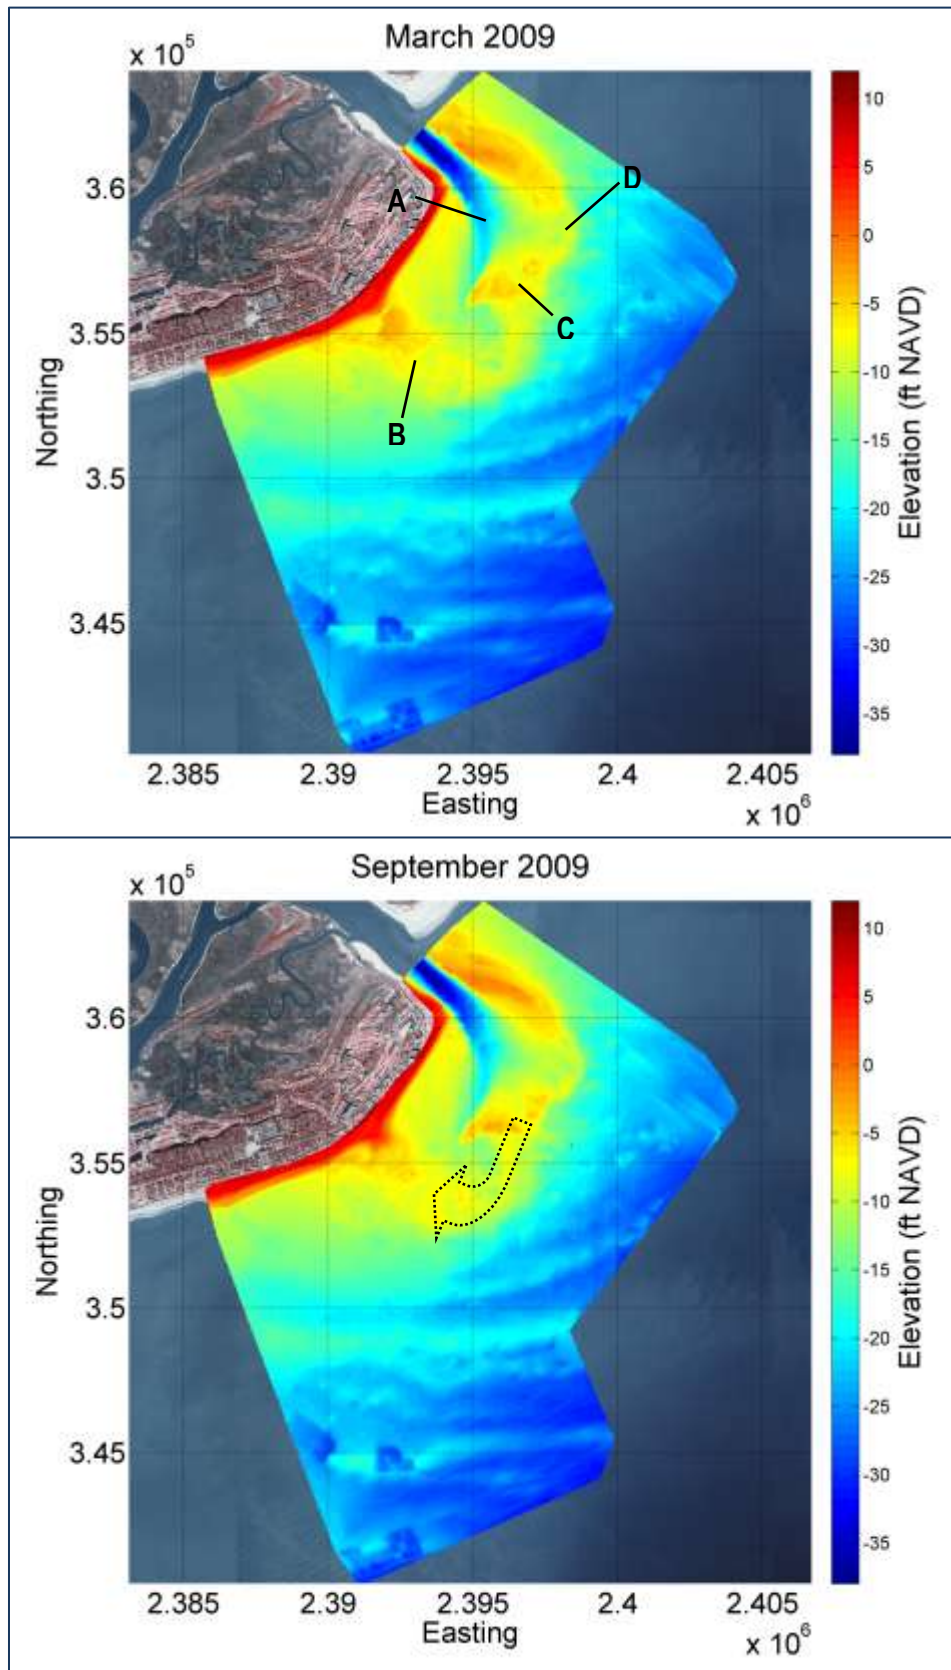 March 2009
x 10^5
10
5
0
-5
-10
-15
-20
-25
-30
-35
Elevation (ft NAVD)
3.6
3.55
3.5
3.45
Northing
A
D
C
B
2.385 2.39 2.395 2.4 2.405
Easting
x 10^6
September 2009
x 10^5
10
5
0
-5
-10
-15
-20
-25
-30
-35
Elevation (ft NAVD)
3.6
3.55
3.5
3.45
Northing
2.385 2.39 2.395 2.4 2.405
Easting
x 10^6